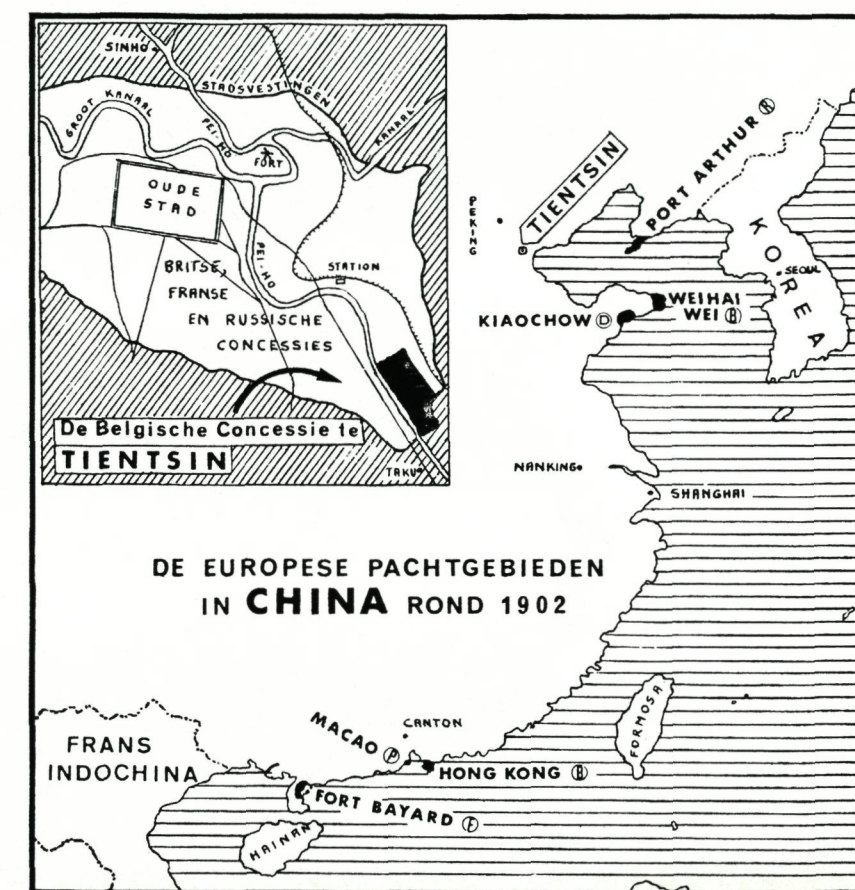 SINHO
STADSVESTINGEN
GROOT KANAAL
PEI-HO
KANAAL
FORT
OUDE
STAD
PEI-HO
STATION
BRITSE,
FRANSE
EN RUSSISCHE
CONCESSIES
De Belgische Concessie te
TIENTSIN
TAKU
PEKING
TIENTSIN
PORT ARTHUR R
KOREA
SEOUL
WEIHAI
WEI B
KIAOCHOW D
NANKING
SHANGHAI
DE EUROPESE PACHTGEBIEDEN
IN CHINA ROND 1902
FORMOSA
CANTON
MACAO P
HONG KONG B
FRANS
INDOCHINA
FORT BAYARD F
HAINAN